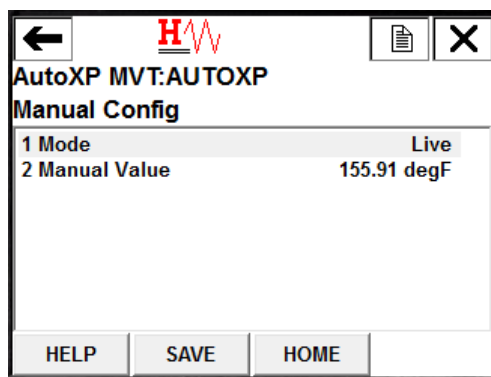 H
AutoXP MVT:AUTOXP
Manual Config
1 Mode Live
2 Manual Value 155.91 degF
HELP SAVE HOME